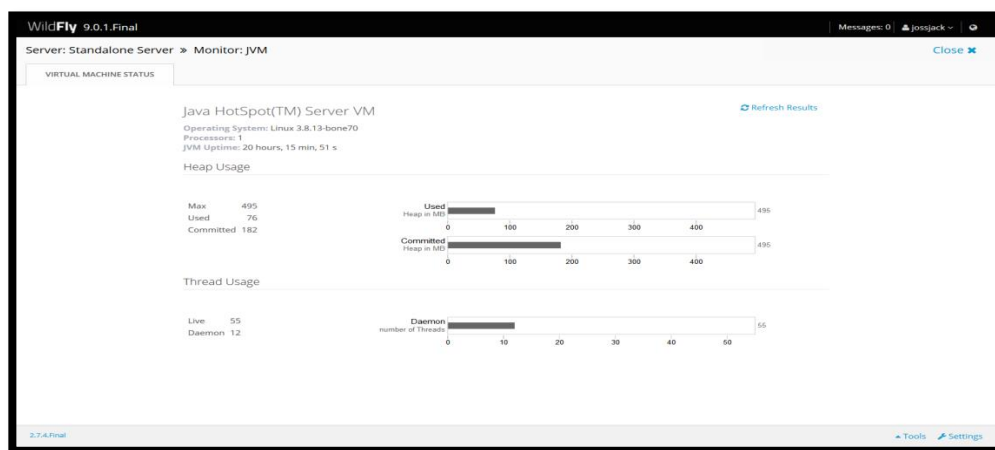 WildFly 9.0.1.Final Messages: 0 jossjack
Server: Standalone Server » Monitor: JVM Close
VIRTUAL MACHINE STATUS
Java HotSpot(TM) Server VM Refresh Results
Operating System: Linux 3.8.13-bone70
Processors: 1
JVM Uptime: 20 hours, 15 min, 51 s
Heap Usage
Max 495
Used 76
Committed 182
Used
Heap in MB
495
0 100 200 300 400
Committed
Heap in MB
495
0 100 200 300 400
Thread Usage
Live 55
Daemon 12
Daemon
number of Threads
55
0 10 20 30 40 50
2.7.4.Final Tools Settings